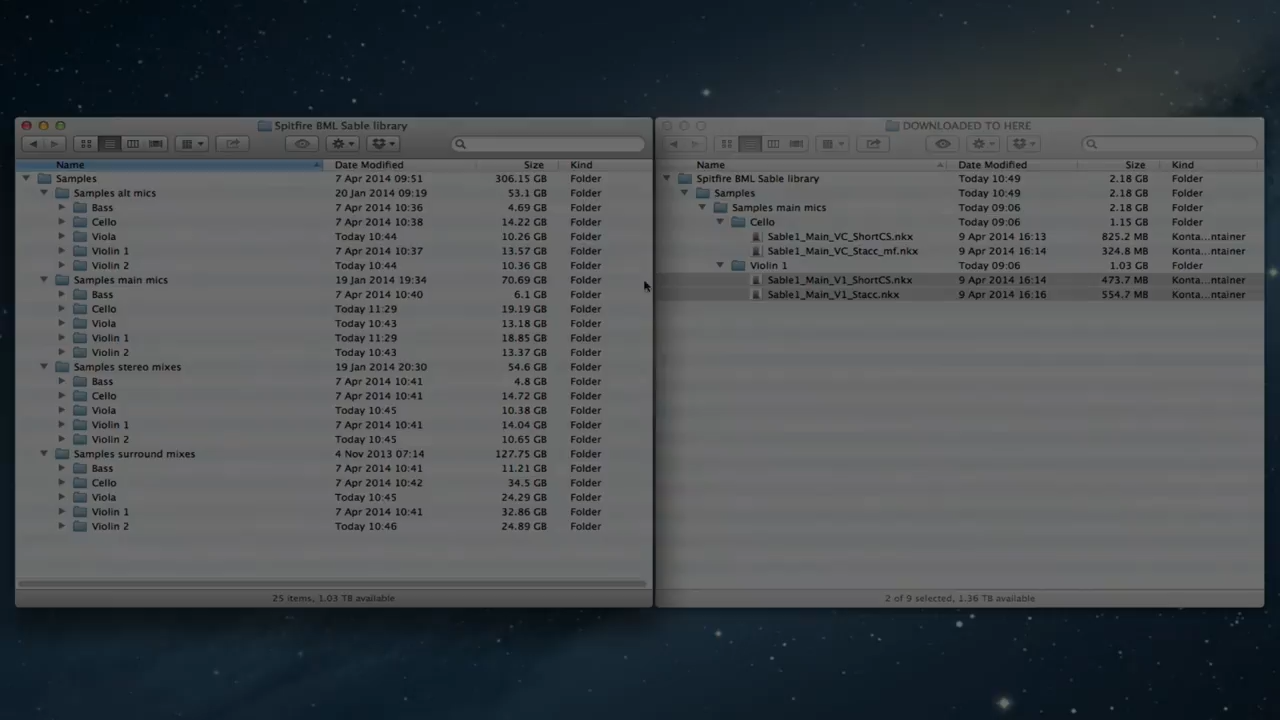 Spitfire BML Sable library
Name Date Modified Size Kind
Samples 7 Apr 2014 09:51 306.15 GB Folder
Samples alt mics 20 Jan 2014 09:19 53.1 GB Folder
Bass 7 Apr 2014 10:36 4.69 GB Folder
Cello 7 Apr 2014 10:38 14.22 GB Folder
Viola Today 10:44 10.26 GB Folder
Violin 1 7 Apr 2014 10:37 13.57 GB Folder
Violin 2 Today 10:44 10.36 GB Folder
Samples main mics 19 Jan 2014 19:34 70.69 GB Folder
Bass 7 Apr 2014 10:40 6.1 GB Folder
Cello Today 11:29 19.19 GB Folder
Viola Today 10:43 13.18 GB Folder
Violin 1 Today 11:29 18.85 GB Folder
Violin 2 Today 10:43 13.37 GB Folder
Samples stereo mixes 19 Jan 2014 20:30 54.6 GB Folder
Bass 7 Apr 2014 10:41 4.8 GB Folder
Cello 7 Apr 2014 10:41 14.72 GB Folder
Viola Today 10:45 10.38 GB Folder
Violin 1 7 Apr 2014 10:41 14.04 GB Folder
Violin 2 Today 10:45 10.65 GB Folder
Samples surround mixes 4 Nov 2013 07:14 127.75 GB Folder
Bass 7 Apr 2014 10:41 11.21 GB Folder
Cello 7 Apr 2014 10:42 34.5 GB Folder
Viola Today 10:45 24.29 GB Folder
Violin 1 7 Apr 2014 10:41 32.86 GB Folder
Violin 2 Today 10:46 24.89 GB Folder
25 items, 1.03 TB available
DOWNLOADED TO HERE
Name Date Modified Size Kind
Spitfire BML Sable library Today 10:49 2.18 GB Folder
Samples Today 10:49 2.18 GB Folder
Samples main mics Today 09:06 2.18 GB Folder
Cello Today 09:06 1.15 GB Folder
Sable1_Main_VC_ShortCS.nkx 9 Apr 2014 16:13 825.2 MB Konta...ntainer
Sable1_Main_VC_Stacc_mf.nkx 9 Apr 2014 16:14 324.8 MB Konta...ntainer
Violin 1 Today 09:06 1.03 GB Folder
Sable1_Main_V1_ShortCS.nkx 9 Apr 2014 16:14 473.7 MB Konta...ntainer
Sable1_Main_V1_Stacc.nkx 9 Apr 2014 16:16 554.7 MB Konta...ntainer
2 of 9 selected, 1.36 TB available